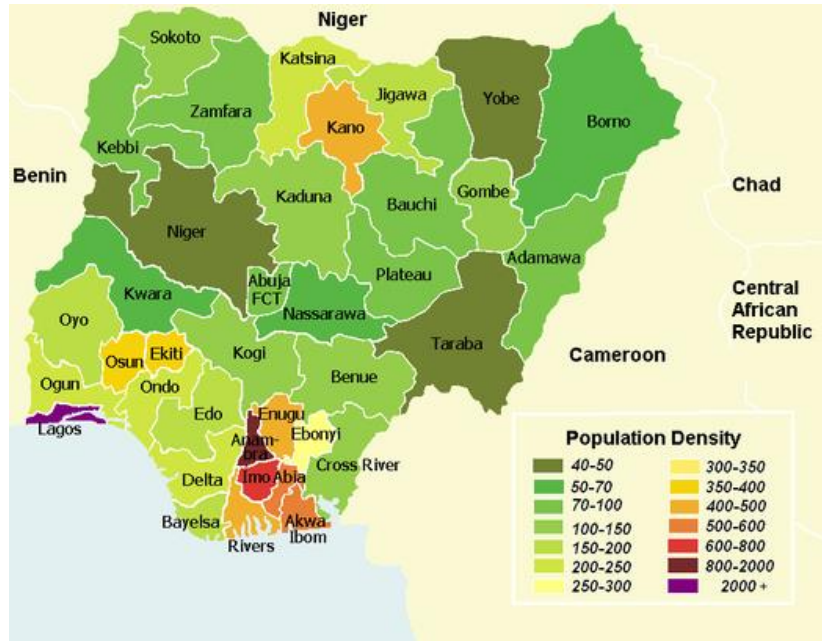 Niger
Sokoto
Katsina
Jigawa
Yobe
Zamfara
Borno
Kano
Kebbi
Benin
Chad
Gombe
Kaduna
Bauchi
Niger
Adamawa
Plateau
Abuja
FCT
Central
African
Republic
Kwara
Nassarawa
Oyo
Taraba
Cameroon
Osun
Ekiti
Kogi
Benue
Ogun
Ondo
Edo
Enugu
Lagos
Anam-
bra
Ebonyi
Cross River
Delta
Imo
Abia
Bayelsa
Akwa
Ibom
Rivers
Population Density
40-50
50-70
70-100
100-150
150-200
200-250
250-300
300-350
350-400
400-500
500-600
600-800
800-2000
2000 +